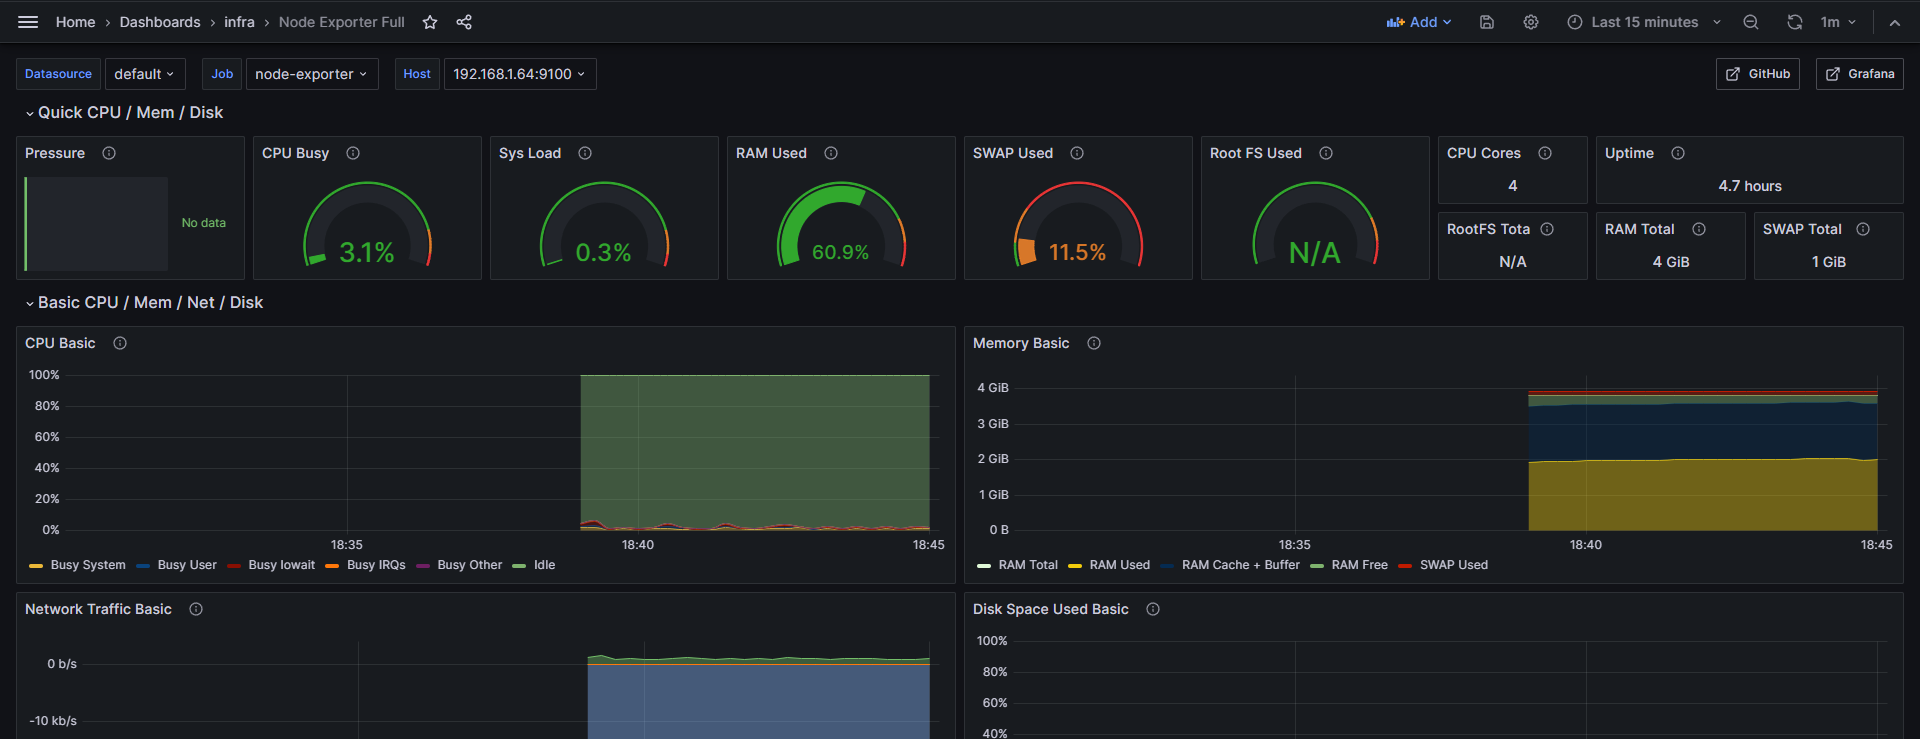 Home › Dashboards › infra › Node Exporter Full Add Last 15 minutes 1m
Datasource default Job node-exporter Host 192.168.1.64:9100 GitHub Grafana
Quick CPU / Mem / Disk
Pressure CPU Busy Sys Load RAM Used SWAP Used Root FS Used CPU Cores Uptime
4 4.7 hours
No data
3.1% 0.3% 60.9% 11.5% N/A
RootFS Tota RAM Total SWAP Total
N/A 4 GiB 1 GiB
Basic CPU / Mem / Net / Disk
CPU Basic
100%
80%
60%
40%
20%
0%
18:35 18:40 18:45
Busy System Busy User Busy Iowait Busy IRQs Busy Other Idle
Memory Basic
4 GiB
3 GiB
2 GiB
1 GiB
0 B
18:35 18:40 18:45
RAM Total RAM Used RAM Cache + Buffer RAM Free SWAP Used
Network Traffic Basic
0 b/s
-10 kb/s
Disk Space Used Basic
100%
80%
60%
40%